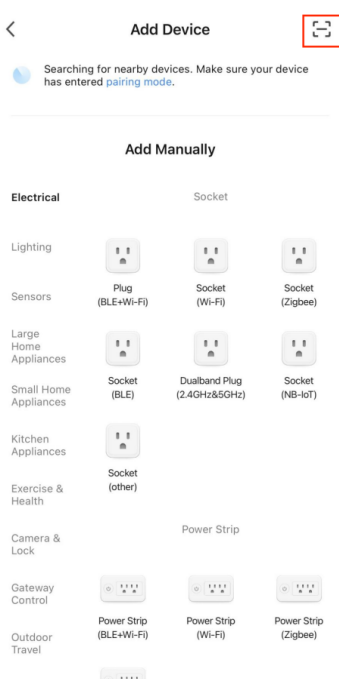 Add Device
Searching for nearby devices. Make sure your device
has entered pairing mode.
Add Manually
Electrical
Lighting
Sensors
Large
Home
Appliances
Small Home
Appliances
Kitchen
Appliances
Exercise &
Health
Camera &
Lock
Gateway
Control
Outdoor
Travel
Socket
Plug
(BLE+Wi-Fi)
Socket
(Wi-Fi)
Socket
(Zigbee)
Socket
(BLE)
Dualband Plug
(2.4GHz&5GHz)
Socket
(NB-IoT)
Socket
(other)
Power Strip
Power Strip
(BLE+Wi-Fi)
Power Strip
(Wi-Fi)
Power Strip
(Zigbee)